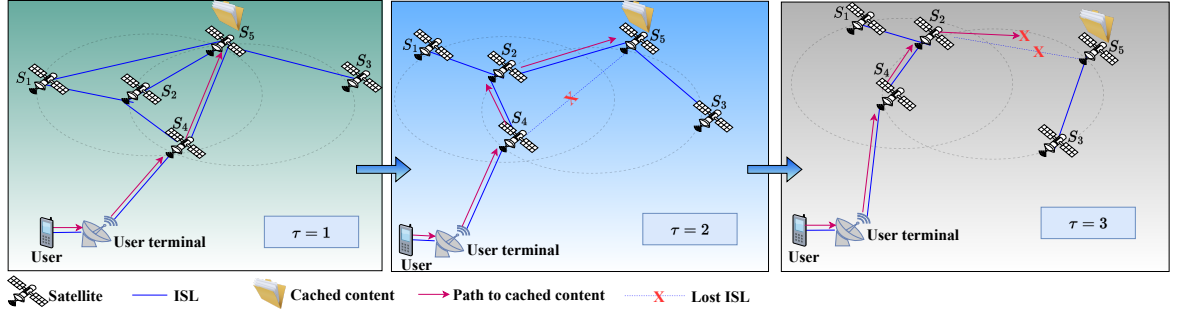 S₅
S₁
S₂
S₃
S₄
User
User terminal
τ = 1
S₁
S₂
S₅
X
S₃
S₄
User
User terminal
τ = 2
S₁
S₂
X
X
S₅
S₄
S₃
User
User terminal
τ = 3
Satellite
ISL
Cached content
Path to cached content
X
Lost ISL